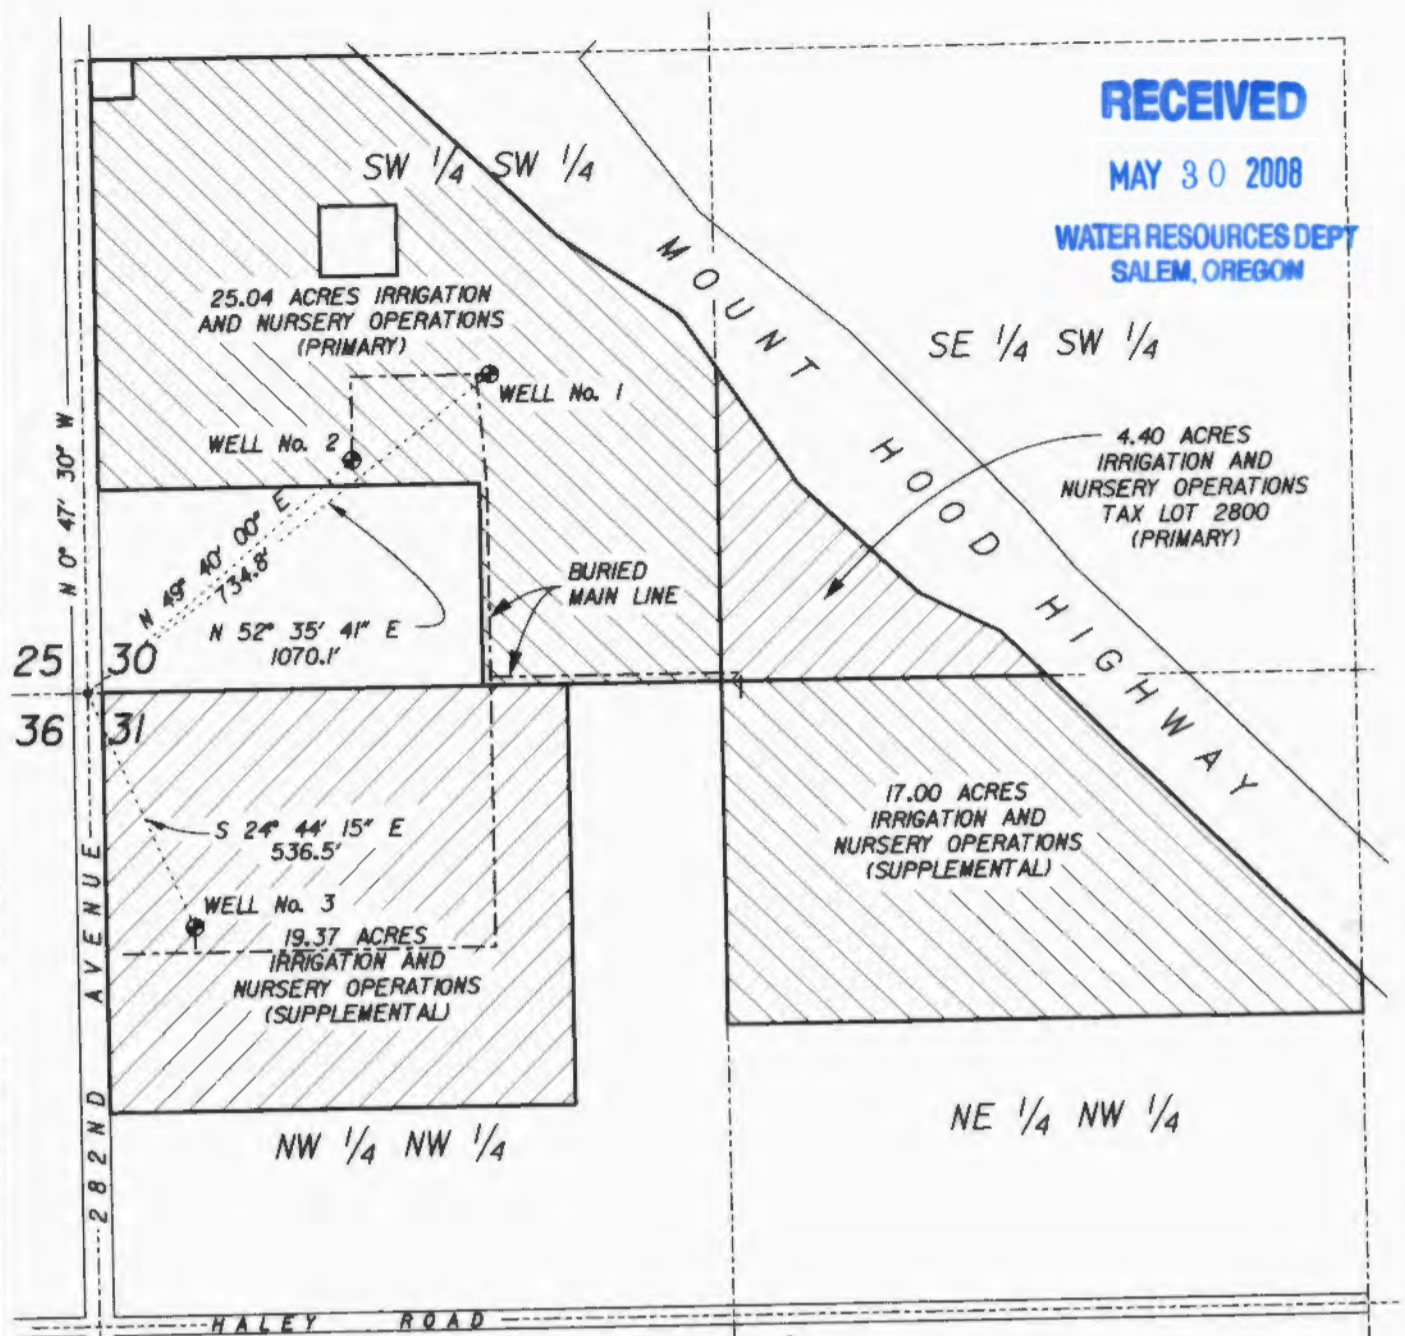 RECEIVED
MAY 30 2008
WATER RESOURCES DEPT
SALEM, OREGON
SW 1/4 SW 1/4
MOUNT HOOD HIGHWAY
25.04 ACRES IRRIGATION
AND NURSERY OPERATIONS
(PRIMARY)
SE 1/4 SW 1/4
WELL No. 1
WELL No. 2
4.40 ACRES
IRRIGATION AND
NURSERY OPERATIONS
TAX LOT 2800
(PRIMARY)
N 0° 47' 30" W
N 49° 40' 00" E
734.8'
BURIED
MAIN LINE
N 52° 35' 41" E
1070.1'
25 30
36 31
17.00 ACRES
IRRIGATION AND
NURSERY OPERATIONS
(SUPPLEMENTAL)
S 24° 44' 15" E
536.5'
WELL No. 3
19.37 ACRES
IRRIGATION AND
NURSERY OPERATIONS
(SUPPLEMENTAL)
282ND AVENUE
NW 1/4 NW 1/4
NE 1/4 NW 1/4
HALEY ROAD